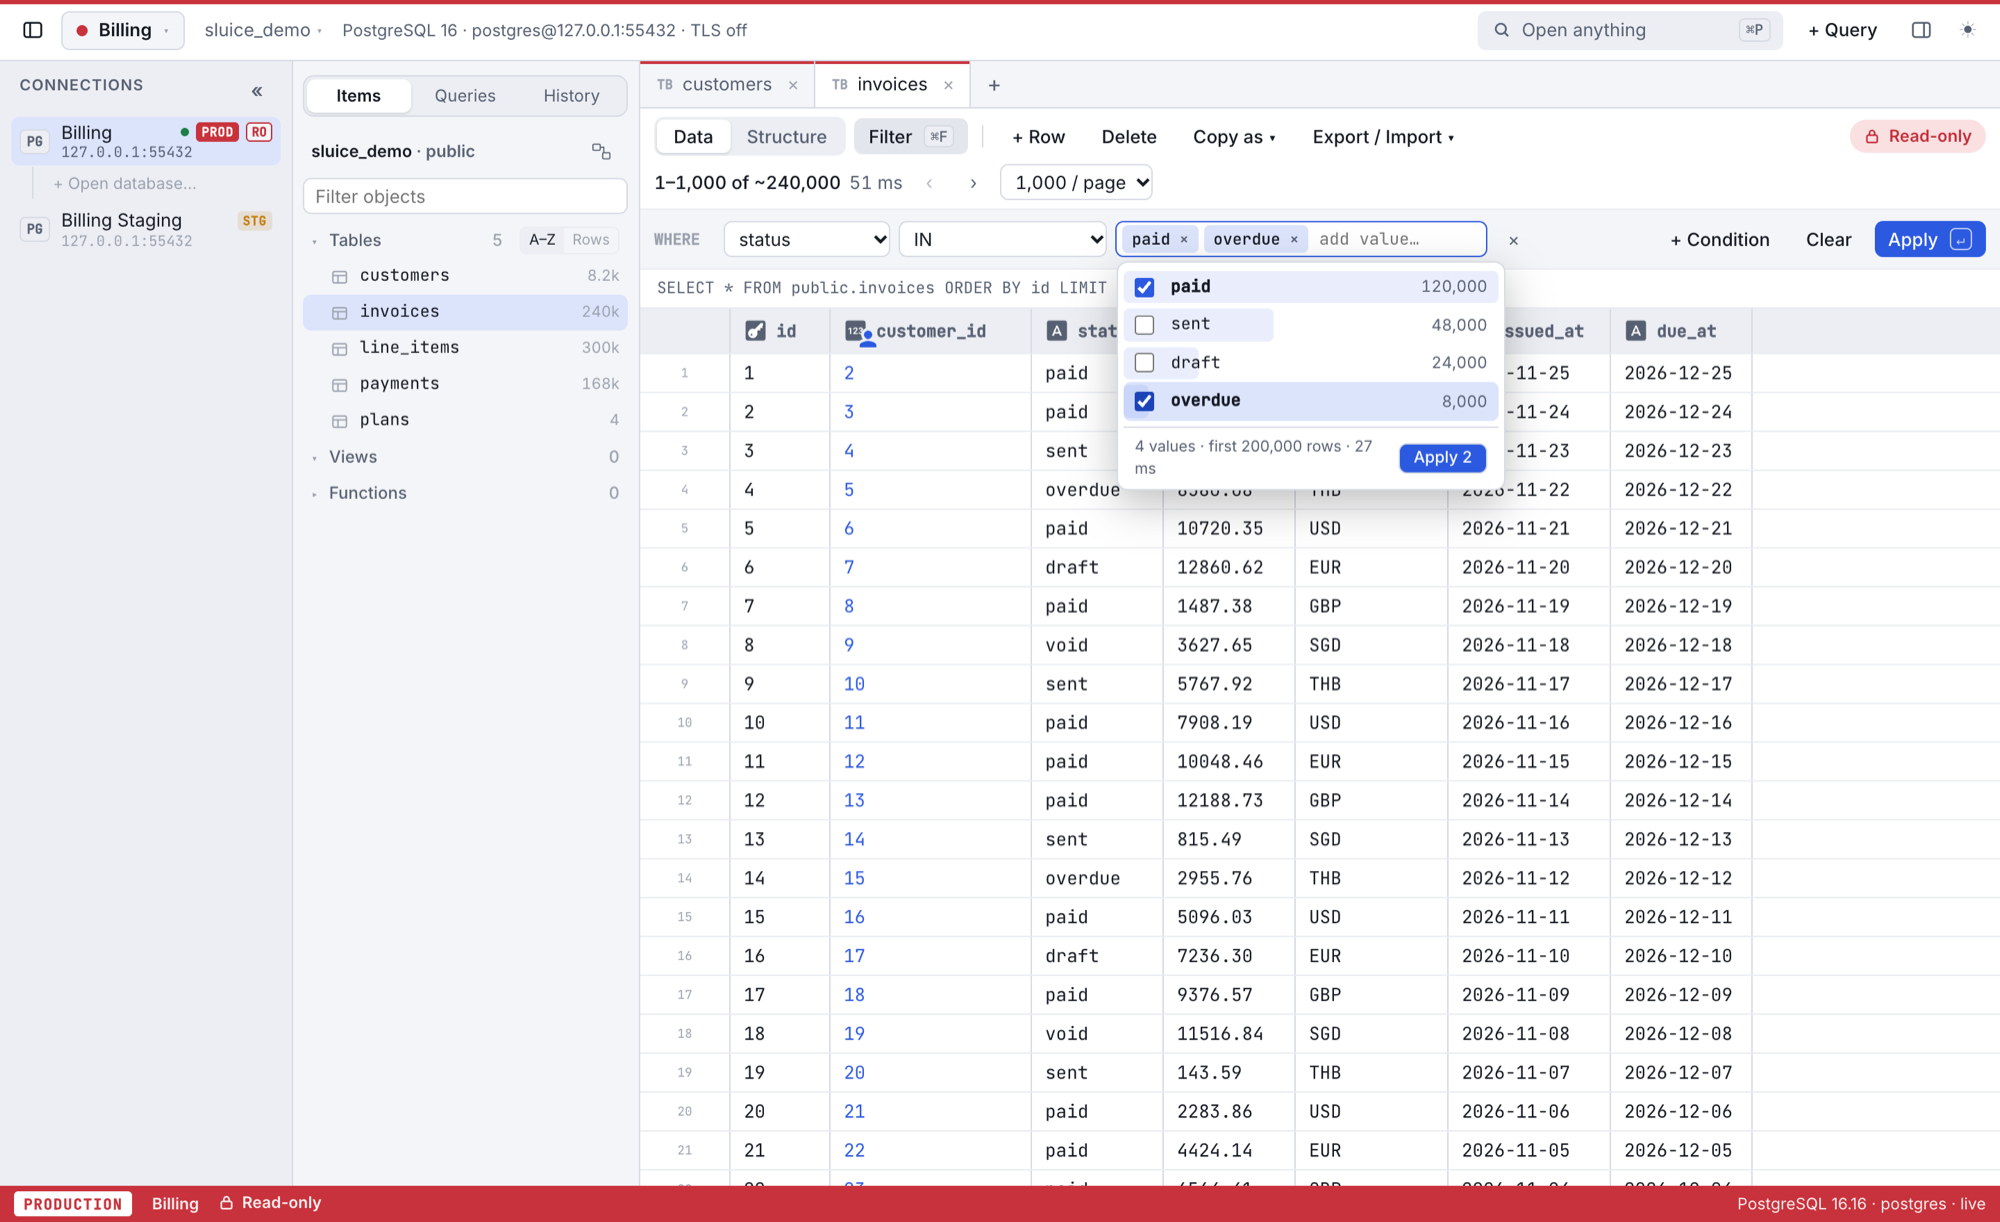 Billing
sluice_demo
PostgreSQL 16 · postgres@127.0.0.1:55432 · TLS off
Open anything
⌘P
+ Query
CONNECTIONS
«
PG
Billing
PROD
RO
127.0.0.1:55432
+ Open database...
PG
Billing Staging
STG
127.0.0.1:55432
Items
Queries
History
sluice_demo · public
Filter objects
Tables
5
A–Z
Rows
customers
8.2k
invoices
240k
line_items
300k
payments
168k
plans
4
Views
0
Functions
0
TB customers ×
TB invoices ×
+
Data
Structure
Filter ⌘F
+ Row
Delete
Copy as
Export / Import
Read-only
1–1,000 of ~240,000
51 ms
‹
›
1,000 / page
WHERE
status
IN
paid ×
overdue ×
add value…
×
+ Condition
Clear
Apply ↵
SELECT * FROM public.invoices ORDER BY id LIMIT
paid 120,000
sent 48,000
draft 24,000
overdue 8,000
4 values · first 200,000 rows · 27
ms
Apply 2
id 123 customer_id A stat ssued_at A due_at
1 1 2 paid -11-25 2026-12-25
2 2 3 paid -11-24 2026-12-24
3 3 4 sent -11-23 2026-12-23
4 4 5 overdue 2026-11-22 2026-12-22
5 5 6 paid 10720.35 USD 2026-11-21 2026-12-21
6 6 7 draft 12860.62 EUR 2026-11-20 2026-12-20
7 7 8 paid 1487.38 GBP 2026-11-19 2026-12-19
8 8 9 void 3627.65 SGD 2026-11-18 2026-12-18
9 9 10 sent 5767.92 THB 2026-11-17 2026-12-17
10 10 11 paid 7908.19 USD 2026-11-16 2026-12-16
11 11 12 paid 10048.46 EUR 2026-11-15 2026-12-15
12 12 13 paid 12188.73 GBP 2026-11-14 2026-12-14
13 13 14 sent 815.49 SGD 2026-11-13 2026-12-13
14 14 15 overdue 2955.76 THB 2026-11-12 2026-12-12
15 15 16 paid 5096.03 USD 2026-11-11 2026-12-11
16 16 17 draft 7236.30 EUR 2026-11-10 2026-12-10
17 17 18 paid 9376.57 GBP 2026-11-09 2026-12-09
18 18 19 void 11516.84 SGD 2026-11-08 2026-12-08
19 19 20 sent 143.59 THB 2026-11-07 2026-12-07
20 20 21 paid 2283.86 USD 2026-11-06 2026-12-06
21 21 22 paid 4424.14 EUR 2026-11-05 2026-12-05
PRODUCTION
Billing
Read-only
PostgreSQL 16.16 · postgres · live